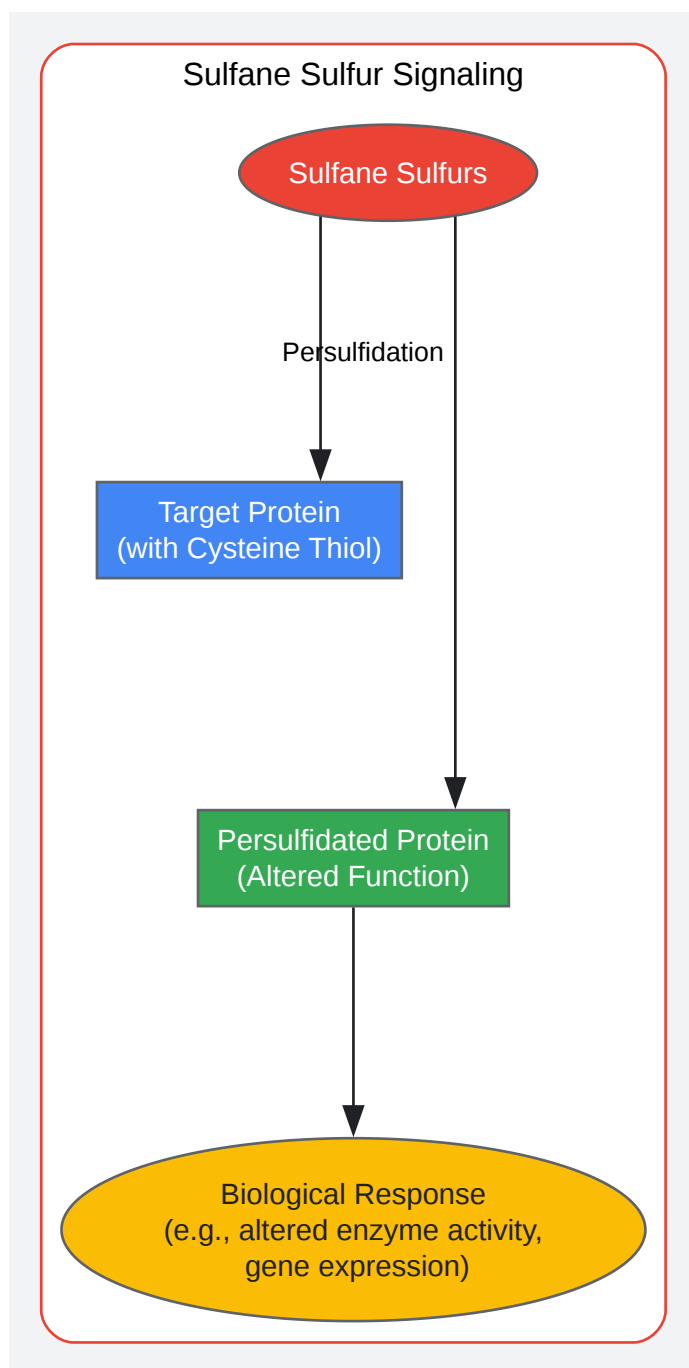 Sulfane Sulfur Signaling
Sulfane Sulfurs
Persulfidation
Target Protein
(with Cysteine Thiol)
Persulfidated Protein
(Altered Function)
Biological Response
(e.g., altered enzyme activity,
gene expression)